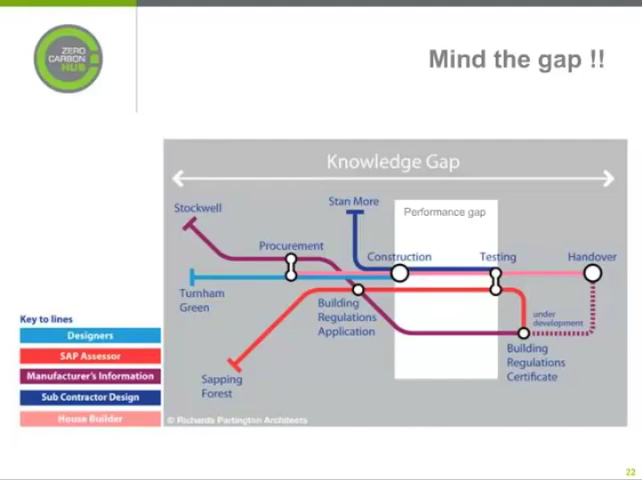 ZERO
CARBON
HUB
Mind the gap !!
Knowledge Gap
Stockwell
Stan More
Performance gap
Procurement
Construction
Testing
Handover
Turnham
Green
Building
Regulations
Application
under
development
Building
Regulations
Certificate
Sapping
Forest
Key to lines
Designers
SAP Assessor
Manufacturer's Information
Sub Contractor Design
House Builder
© Richards Partington Architects
22